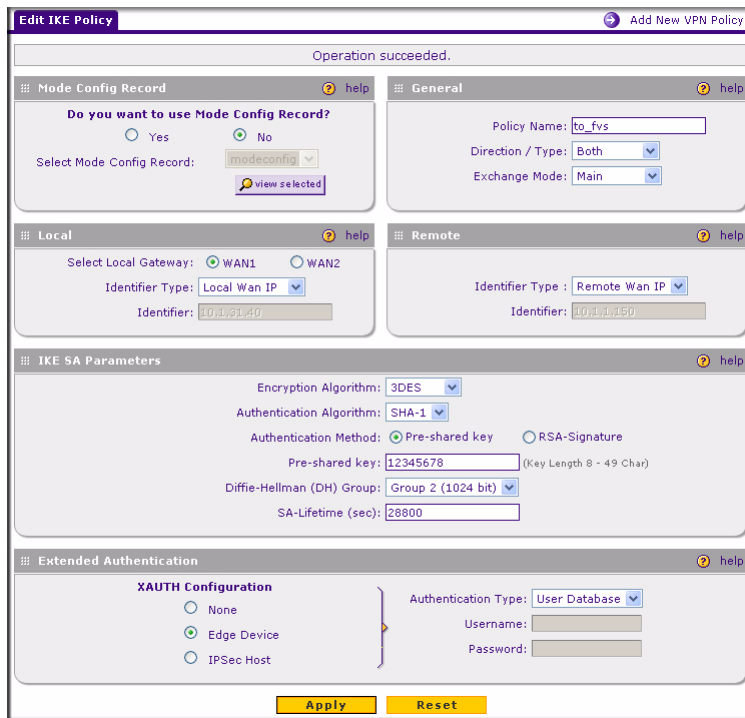 Edit IKE Policy
Add New VPN Policy
Operation succeeded.
Mode Config Record
help
Do you want to use Mode Config Record?
Yes No
Select Mode Config Record: modeconfig
view selected
General
help
Policy Name: to_fvs
Direction / Type: Both
Exchange Mode: Main
Local
help
Select Local Gateway: WAN1 WAN2
Identifier Type: Local Wan IP
Identifier: 10.1.31.40
Remote
help
Identifier Type : Remote Wan IP
Identifier: 10.1.1.150
IKE SA Parameters
help
Encryption Algorithm: 3DES
Authentication Algorithm: SHA-1
Authentication Method: Pre-shared key RSA-Signature
Pre-shared key: 12345678 (Key Length 8 - 49 Char)
Diffie-Hellman (DH) Group: Group 2 (1024 bit)
SA-Lifetime (sec): 28800
Extended Authentication
help
XAUTH Configuration
None
Edge Device
IPSec Host
Authentication Type: User Database
Username:
Password:
Apply Reset